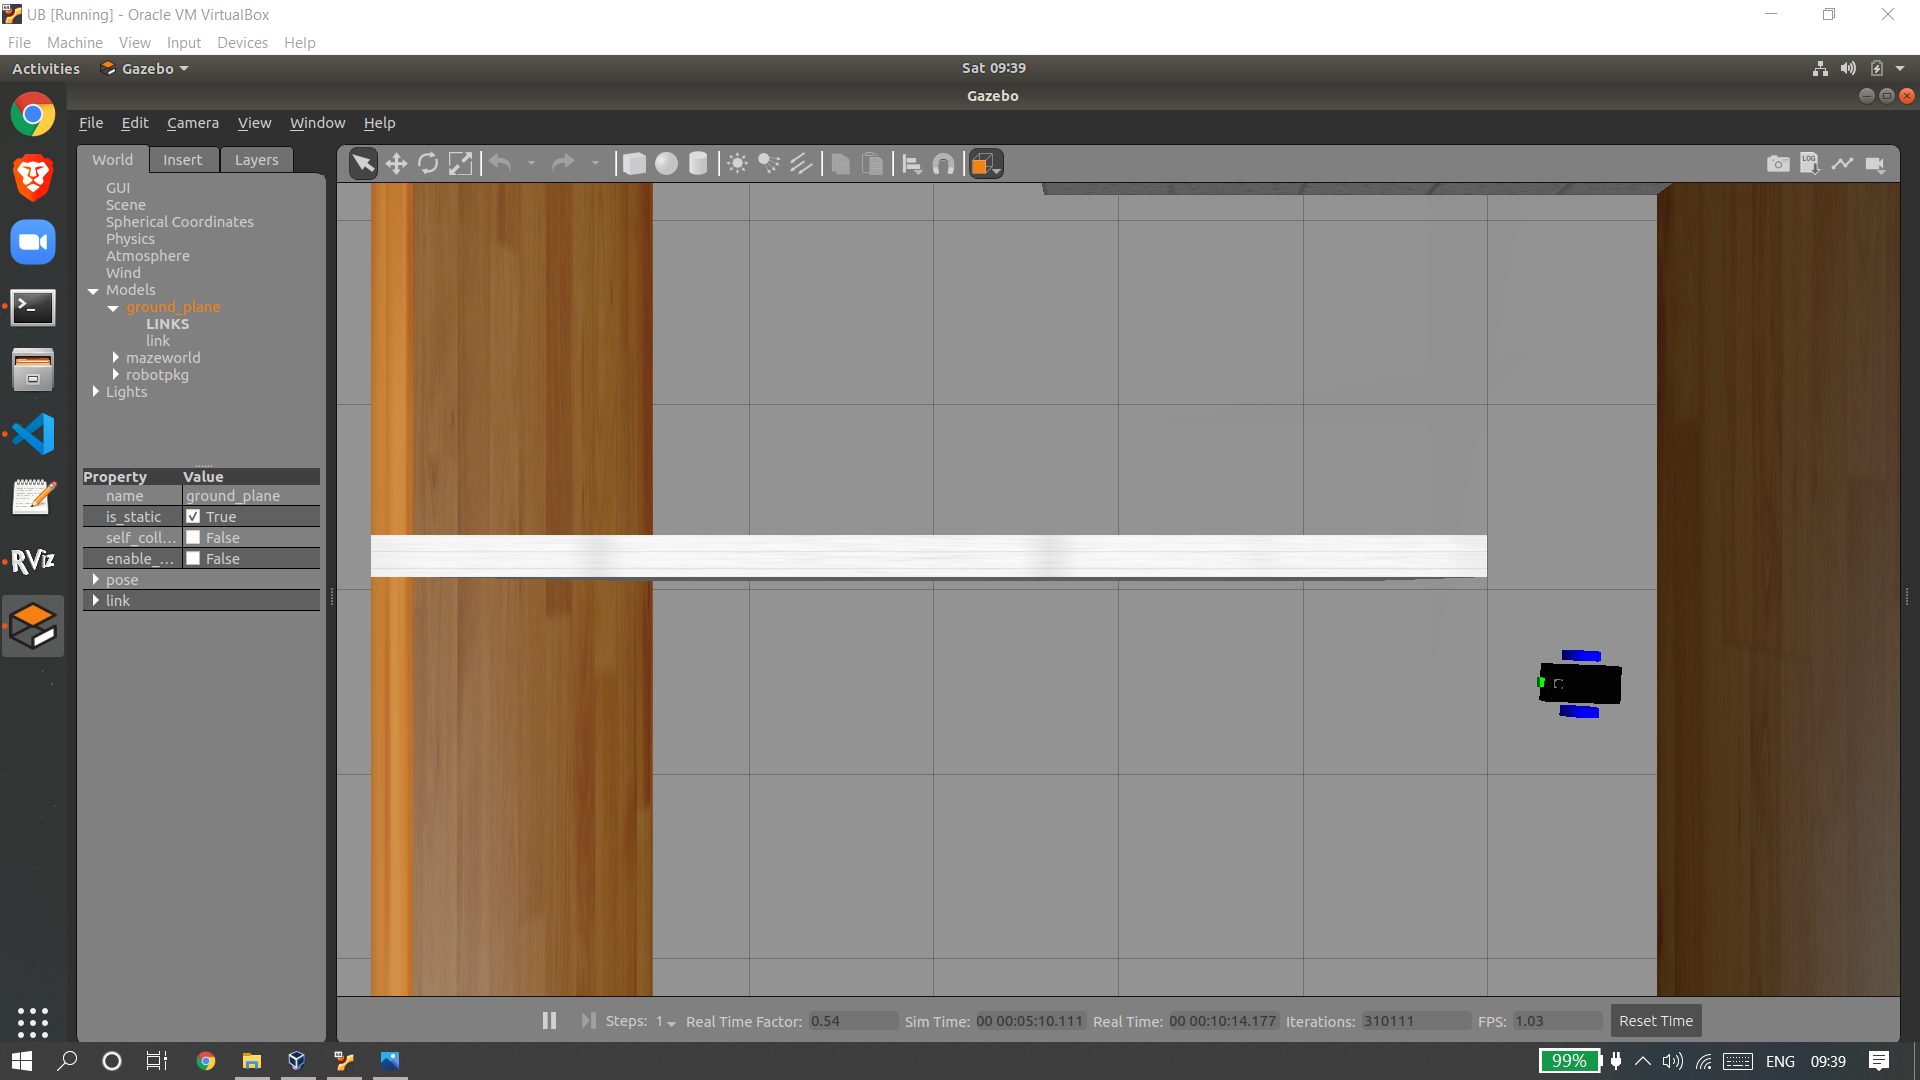 UB [Running] - Oracle VM VirtualBox
File Machine View Input Devices Help
Activities Gazebo Sat 09:39
Gazebo
File Edit Camera View Window Help
World Insert Layers
LOG
GUI
Scene
Spherical Coordinates
Physics
Atmosphere
Wind
Models
ground_plane
LINKS
link
mazeworld
robotpkg
Lights
Property Value
name ground_plane
is_static True
self_coll... False
enable_... False
pose
link
RViz
Steps: 1 Real Time Factor: 0.54 Sim Time: 00 00:05:10.111 Real Time: 00 00:10:14.177 Iterations: 310111 FPS: 1.03 Reset Time
99% ENG 09:39